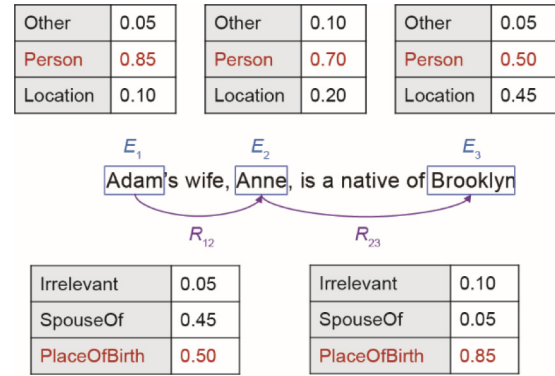 Other 0.05
Person 0.85
Location 0.10
Other 0.10
Person 0.70
Location 0.20
Other 0.05
Person 0.50
Location 0.45
E1 E2 E3
Adam's wife, Anne, is a native of Brooklyn
R12 R23
Irrelevant 0.05
SpouseOf 0.45
PlaceOfBirth 0.50
Irrelevant 0.10
SpouseOf 0.05
PlaceOfBirth 0.85